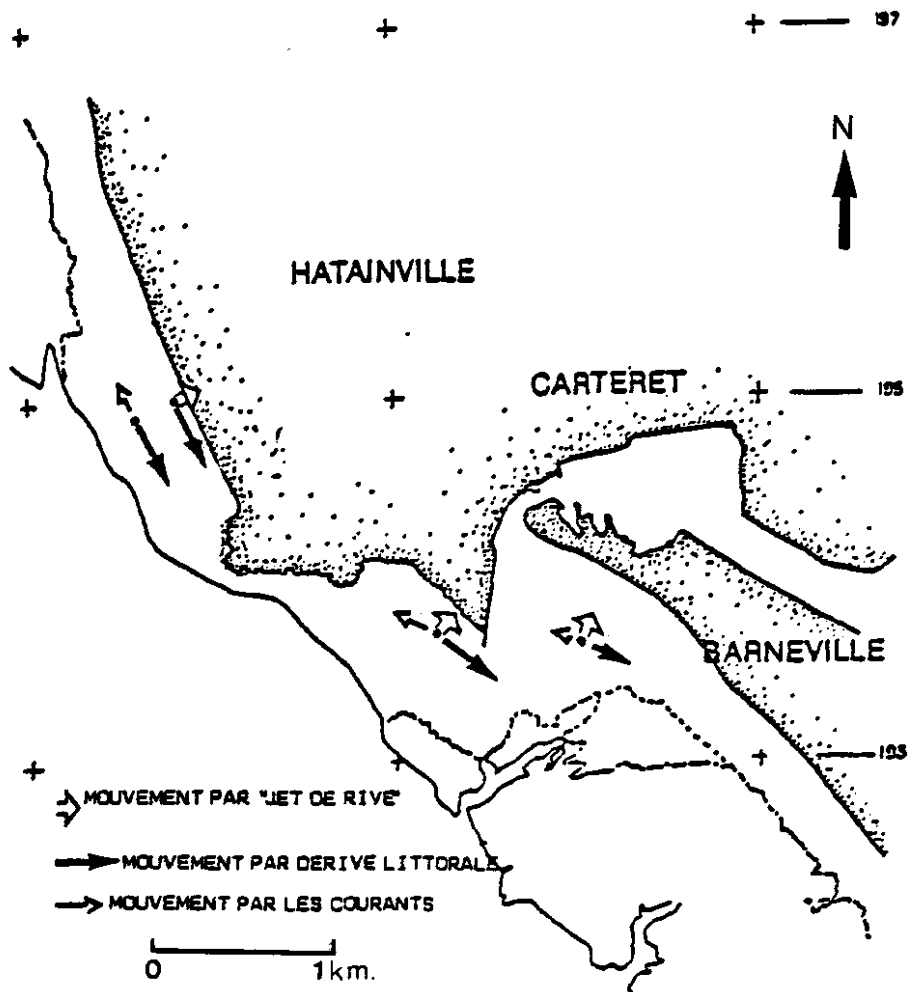 197
N
HATAINVILLE
CARTERET
195
BARNEVILLE
193
MOUVEMENT PAR "JET DE RIVE"
MOUVEMENT PAR DERIVE LITTORALE
MOUVEMENT PAR LES COURANTS
0 1km.